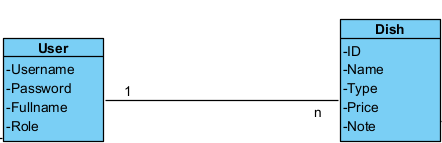 User
-Username
-Password
-Fullname
-Role
1
n
Dish
-ID
-Name
-Type
-Price
-Note